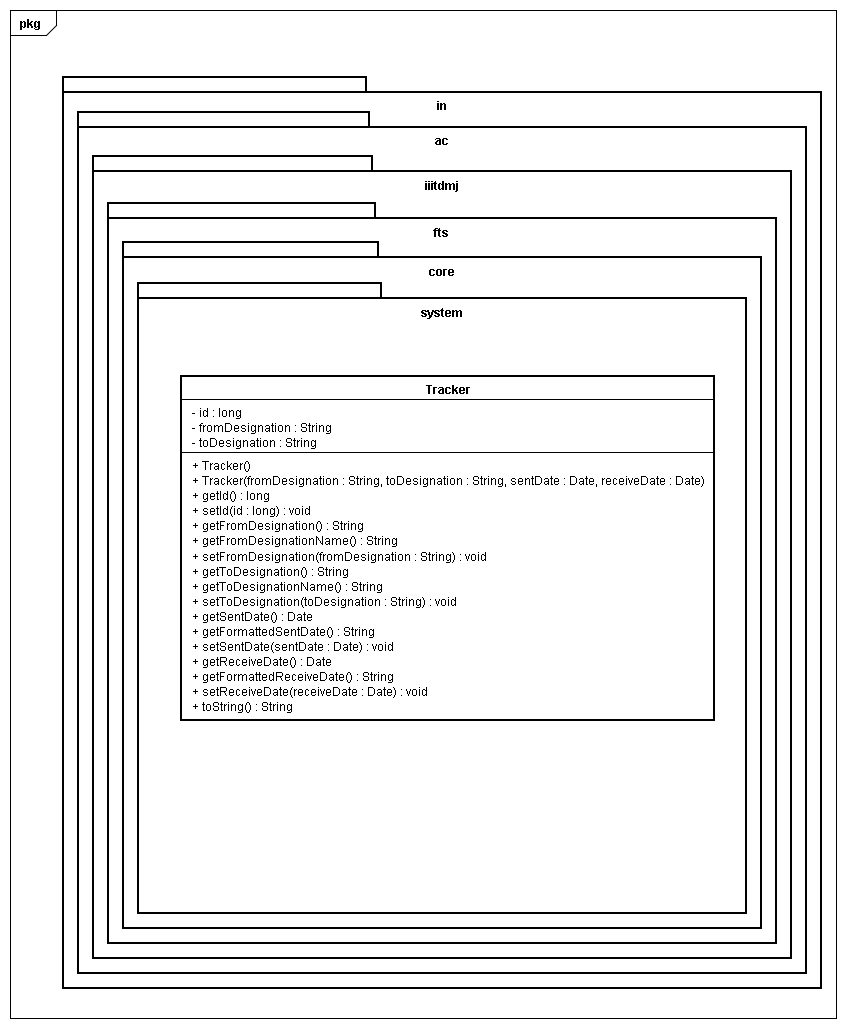 pkg
in
ac
iiitdmj
fts
core
system
Tracker
- id : long
- fromDesignation : String
- toDesignation : String
+ Tracker()
+ Tracker(fromDesignation : String, toDesignation : String, sentDate : Date, receiveDate : Date)
+ getId() : long
+ setId(id : long) : void
+ getFromDesignation() : String
+ getFromDesignationName() : String
+ setFromDesignation(fromDesignation : String) : void
+ getToDesignation() : String
+ getToDesignationName() : String
+ setToDesignation(toDesignation : String) : void
+ getSentDate() : Date
+ getFormattedSentDate() : String
+ setSentDate(sentDate : Date) : void
+ getReceiveDate() : Date
+ getFormattedReceiveDate() : String
+ setReceiveDate(receiveDate : Date) : void
+ toString() : String